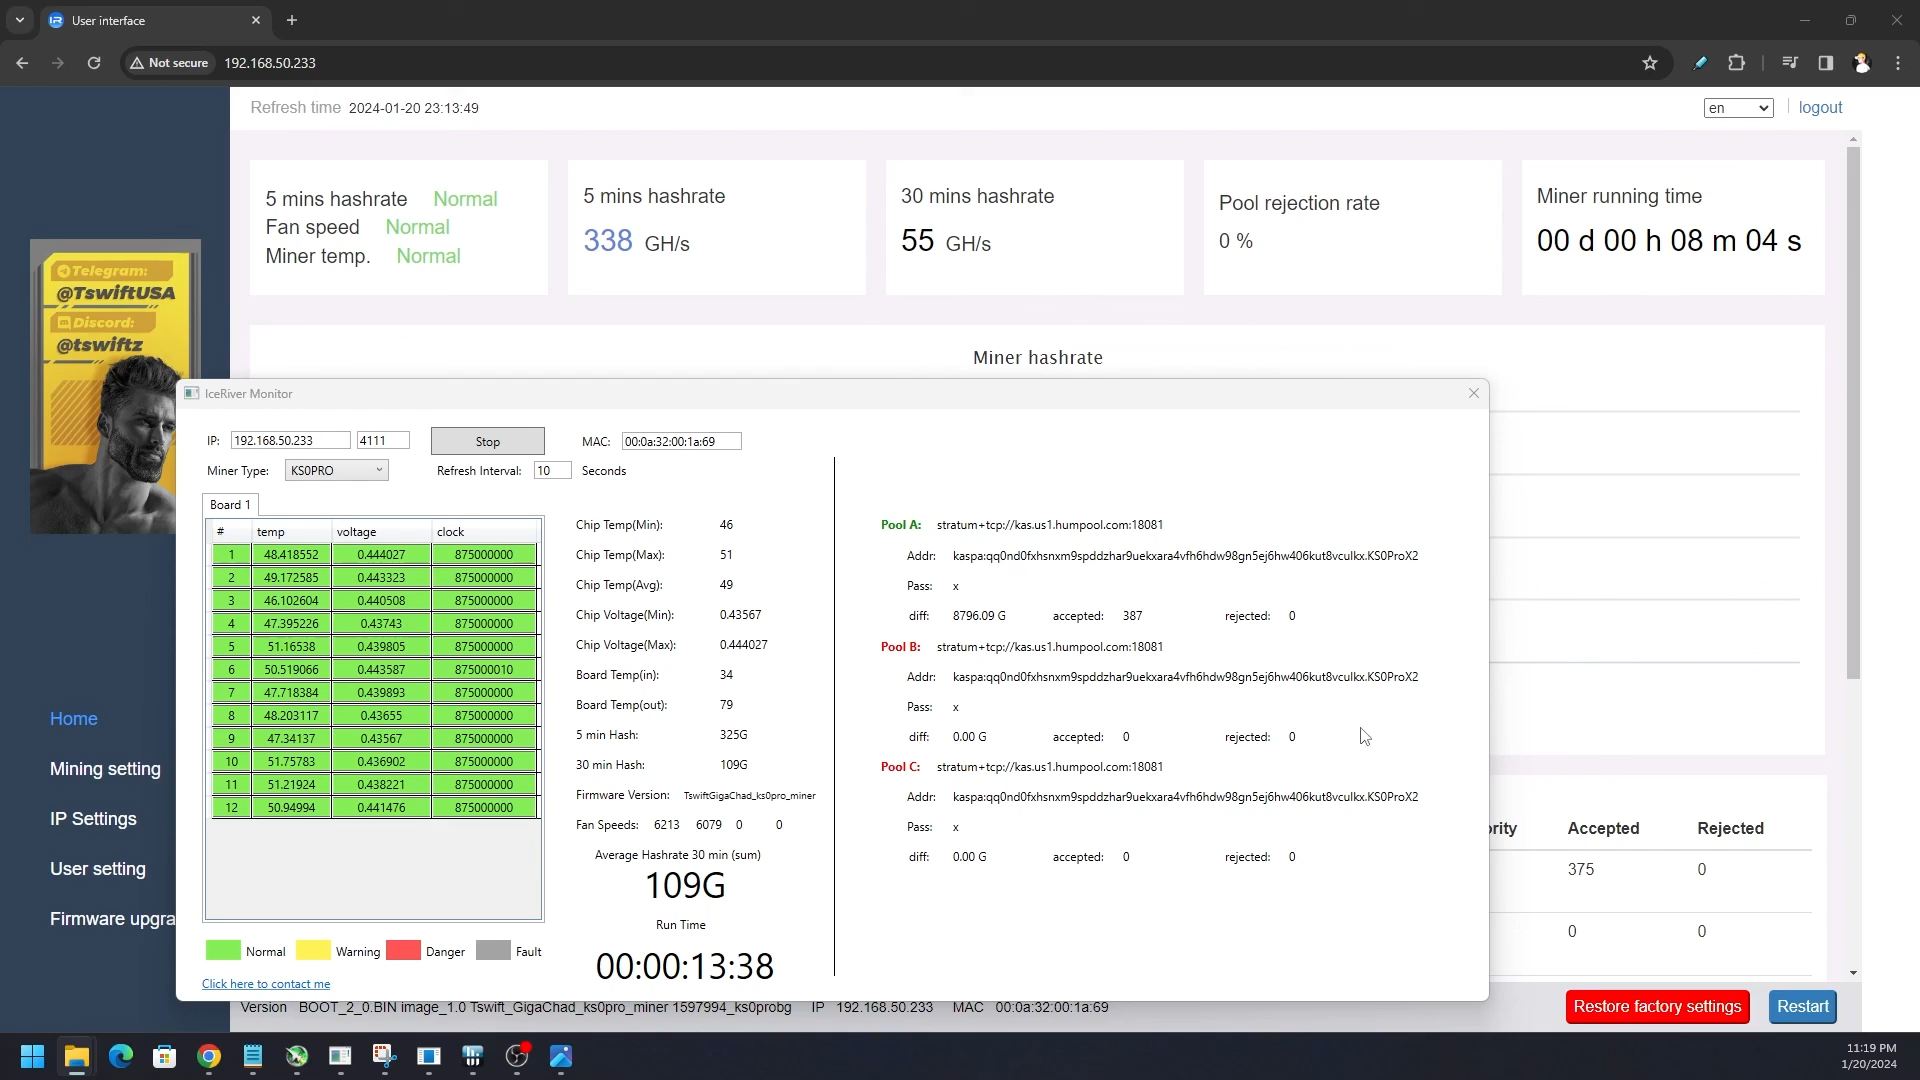 User interface
Not secure
192.168.50.233
Refresh time 2024-01-20 23:13:49
en
logout
5 mins hashrate Normal
Fan speed Normal
Miner temp. Normal
5 mins hashrate
338 GH/s
30 mins hashrate
55 GH/s
Pool rejection rate
0 %
Miner running time
00 d 00 h 08 m 04 s
Telegram:
@TswiftUSA
Discord:
@tswiftz
Home
Mining setting
IP Settings
User setting
Firmware upgra
Miner hashrate
IceRiver Monitor
IP: 192.168.50.233 4111 Stop MAC: 00:0a:32:00:1a:69
Miner Type: KS0PRO Refresh Interval: 10 Seconds
Board 1
# temp voltage clock
1 48.418552 0.444027 875000000
2 49.172585 0.443323 875000000
3 46.102604 0.440508 875000000
4 47.395226 0.43743 875000000
5 51.16538 0.439805 875000000
6 50.519066 0.443587 875000010
7 47.718384 0.439893 875000000
8 48.203117 0.43655 875000000
9 47.34137 0.43567 875000000
10 51.75783 0.436902 875000000
11 51.21924 0.438221 875000000
12 50.94994 0.441476 875000000
Normal Warning Danger Fault
Click here to contact me
Chip Temp(Min): 46
Chip Temp(Max): 51
Chip Temp(Avg): 49
Chip Voltage(Min): 0.43567
Chip Voltage(Max): 0.444027
Board Temp(in): 34
Board Temp(out): 79
5 min Hash: 325G
30 min Hash: 109G
Firmware Version: TswiftGigaChad_ks0pro_miner
Fan Speeds: 6213 6079 0 0
Average Hashrate 30 min (sum)
109G
Run Time
00:00:13:38
Pool A: stratum+tcp://kas.us1.humpool.com:18081
Addr: kaspa:qq0nd0fxhsnxm9spddzhar9uekxara4vfh6hdw98gn5ej6hw406kut8vculkx.KS0ProX2
Pass: x
diff: 8796.09 G accepted: 387 rejected: 0
Pool B: stratum+tcp://kas.us1.humpool.com:18081
Addr: kaspa:qq0nd0fxhsnxm9spddzhar9uekxara4vfh6hdw98gn5ej6hw406kut8vculkx.KS0ProX2
Pass: x
diff: 0.00 G accepted: 0 rejected: 0
Pool C: stratum+tcp://kas.us1.humpool.com:18081
Addr: kaspa:qq0nd0fxhsnxm9spddzhar9uekxara4vfh6hdw98gn5ej6hw406kut8vculkx.KS0ProX2
Pass: x
diff: 0.00 G accepted: 0 rejected: 0
ority Accepted Rejected
375 0
0 0
Version BOOT_2_0.BIN image_1.0 Tswift_GigaChad_ks0pro_miner 1597994_ks0probg IP 192.168.50.233 MAC 00:0a:32:00:1a:69
Restore factory settings
Restart
11:19 PM
1/20/2024